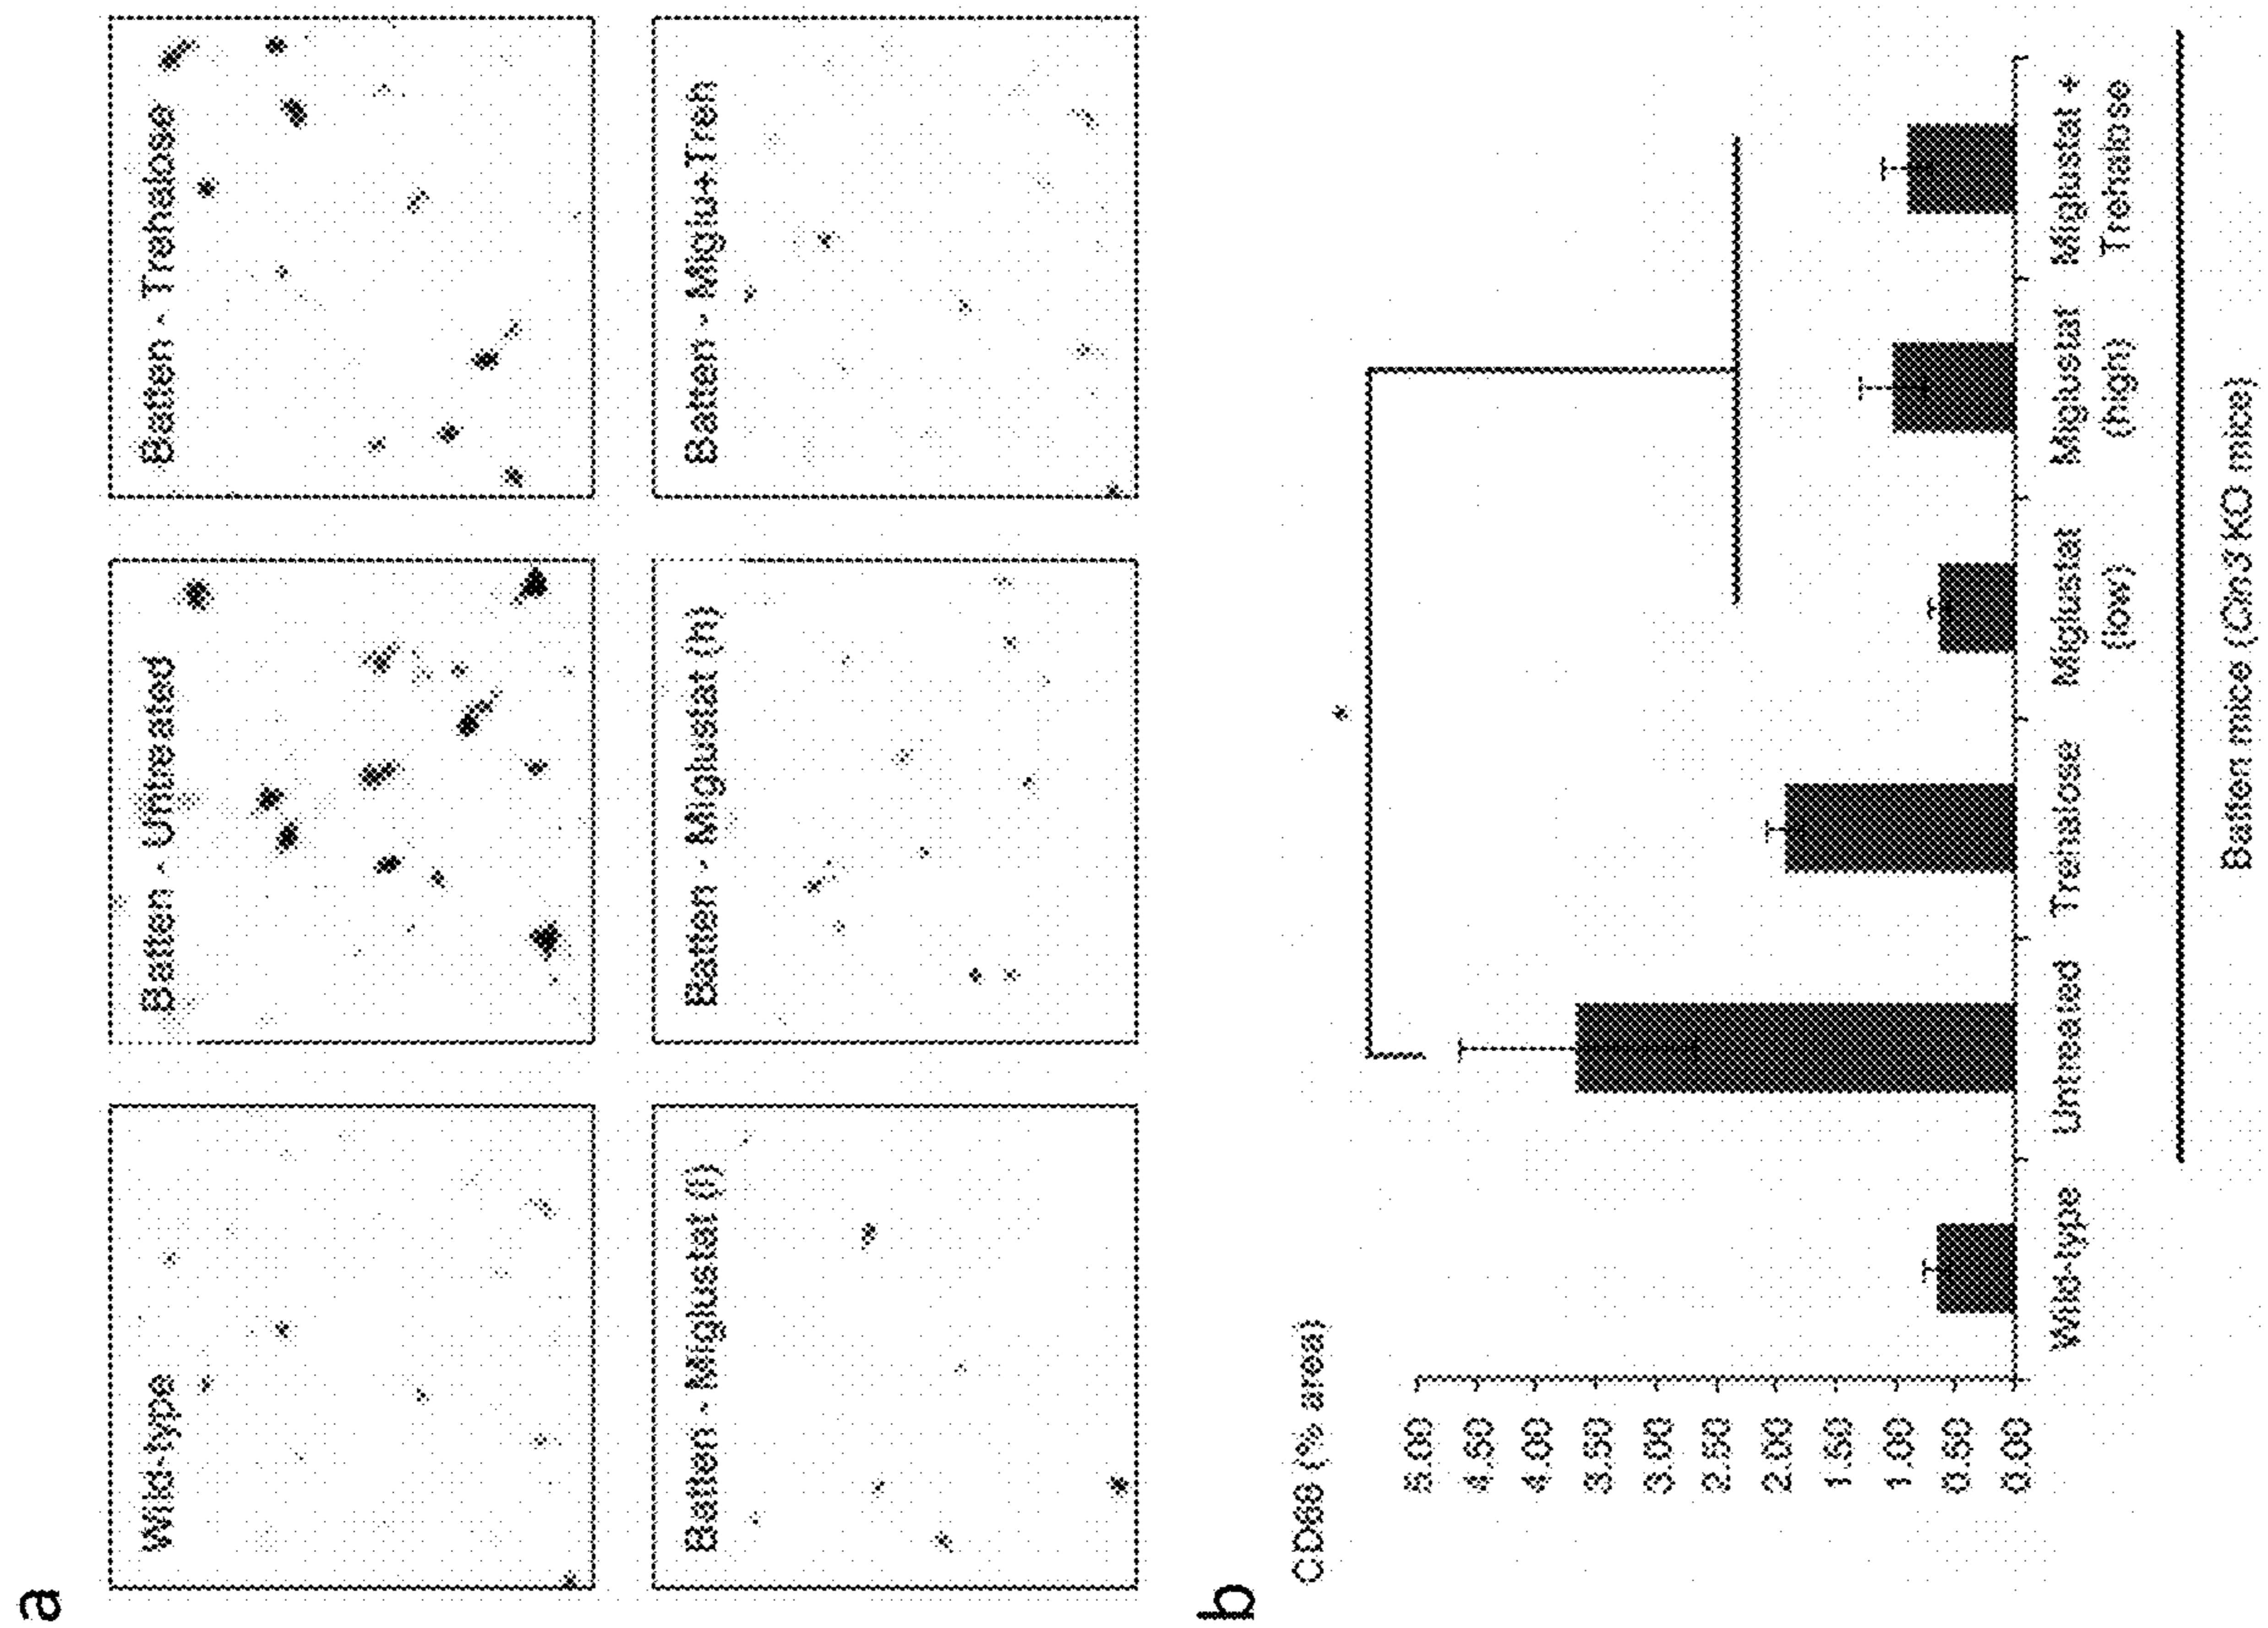 a
Wild-type
Batten - Untreated
Batten - Trehalose
Batten - Miglustat (l)
Batten - Miglustat (h)
Batten - Miglu+Treh
b
CD68 (% area)
5.00
4.50
4.00
3.50
3.00
2.50
2.00
1.50
1.00
0.50
0.00
*
Wild-type Untreated Trehalose Miglustat Miglustat Miglustat +
(low) (high) Trehalose
Batten mice (Cln3 KO mice)